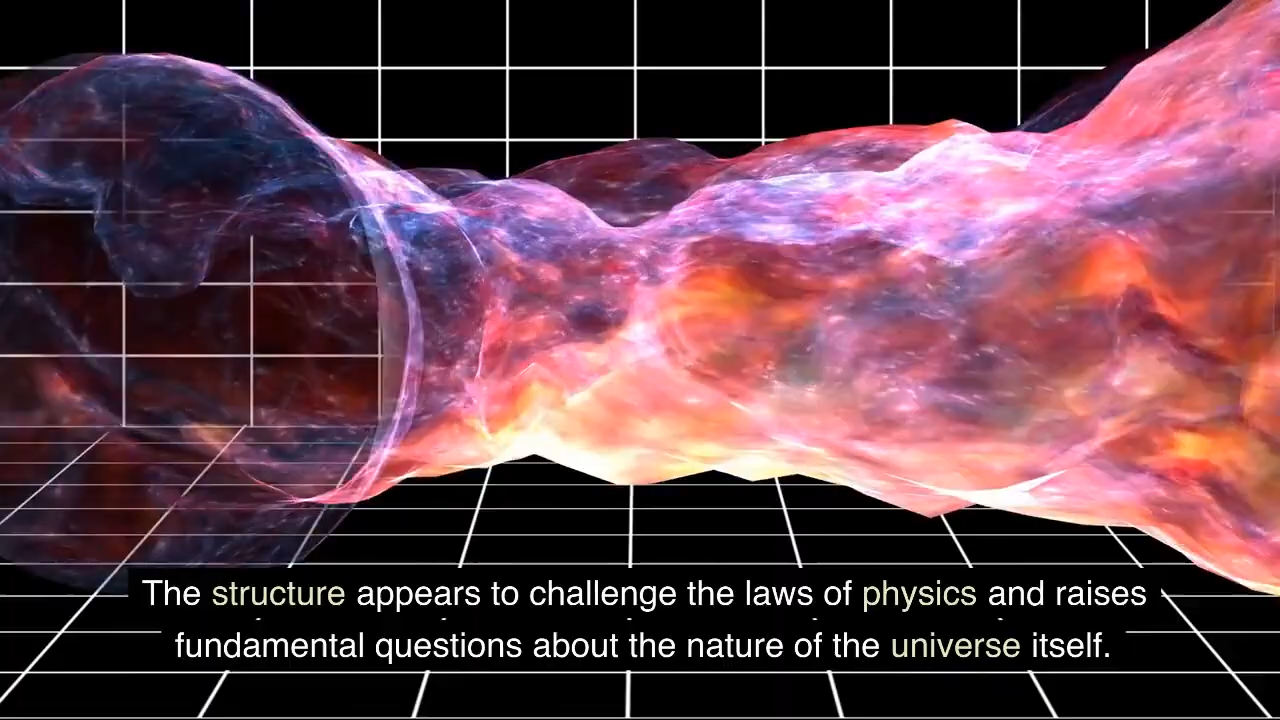 The structure appears to challenge the laws of physics and raises
fundamental questions about the nature of the universe itself.